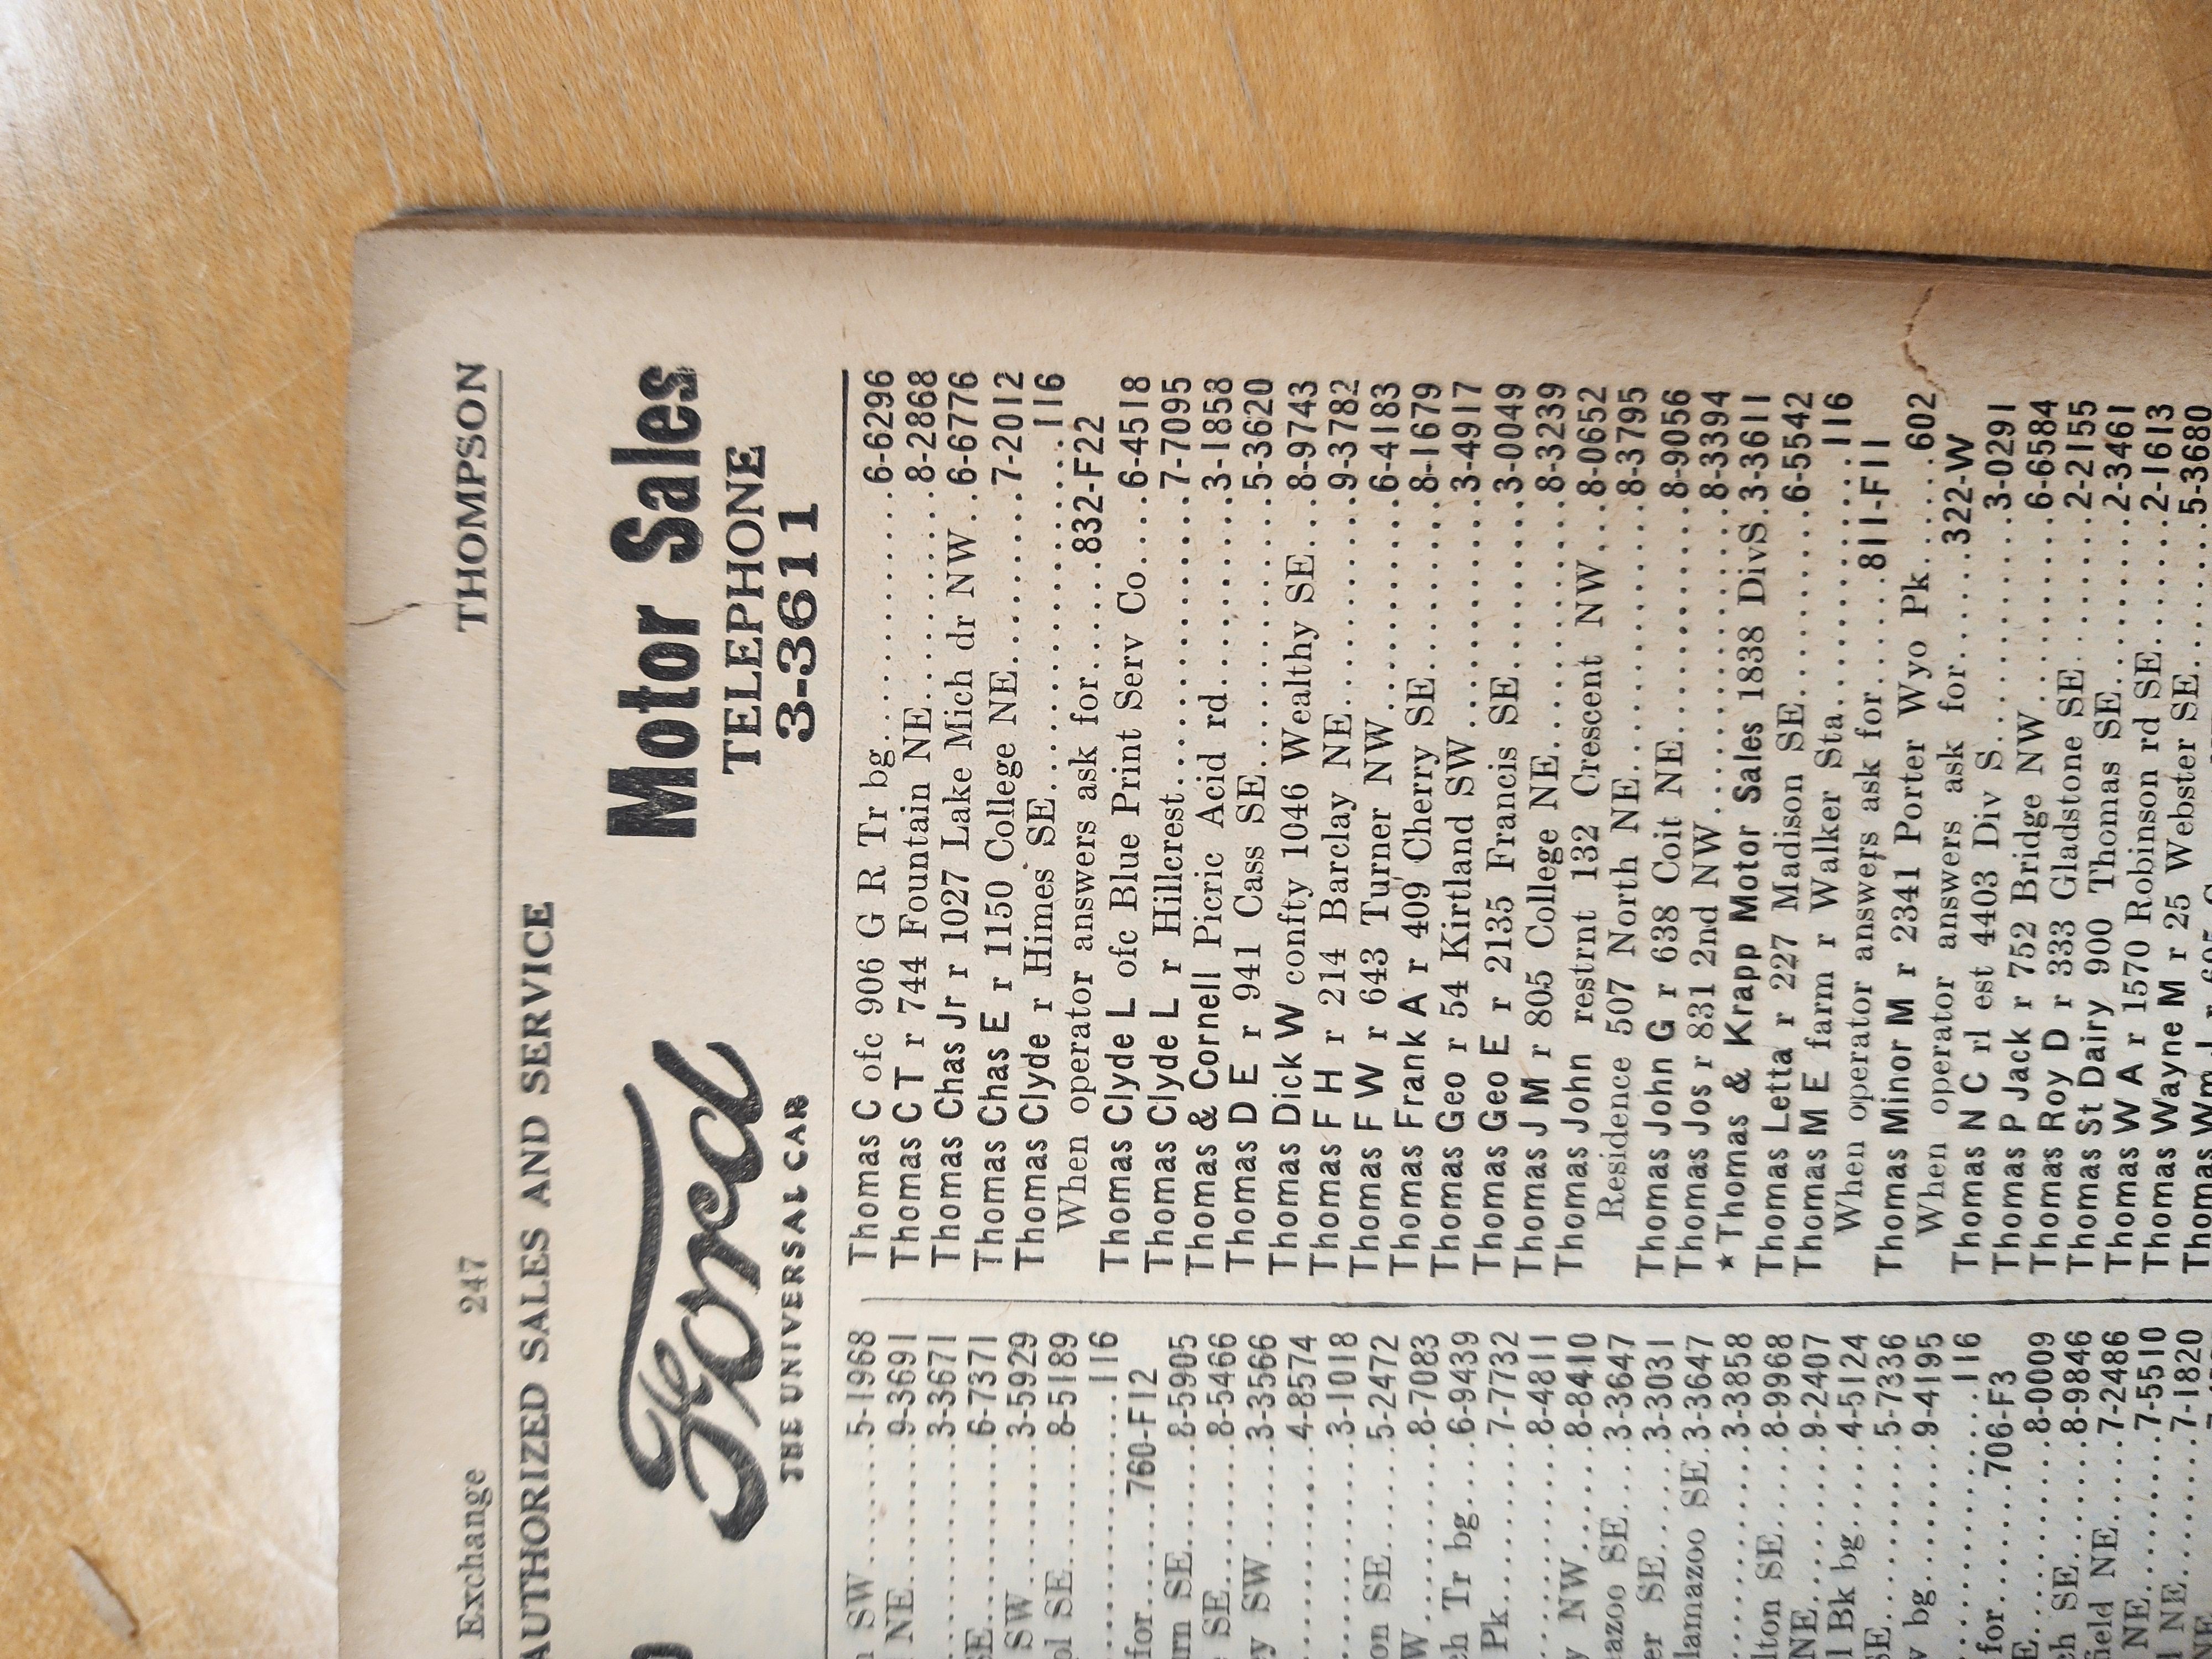 Exchange 247 THOMPSON
AUTHORIZED SALES AND SERVICE
Ford
THE UNIVERSAL CAR
Motor Sales
TELEPHONE
3-3611
SW.......5-1968
NE.......9-3691
.......3-3671
SE.......6-7371
SW.......3-5929
SE.......8-5189
.......116
for.......760-F12
SE.......8-5905
SE.......8-5466
SW.......3-3566
.......4-8574
.......3-1018
SE.......5-2472
.......8-7083
Tr bg....6-9439
Pk.......7-7732
.......8-4811
NW.......8-8410
SE....3-3647
SE.......3-3031
SE.3-3647
.......3-3858
SE....8-9968
NE.......9-2407
Bk bg....4-5124
SE.......5-7336
bg.......9-4195
.......116
for.......706-F3
.......8-0009
SE.......8-9846
NE....7-2486
NE.......7-5510
NE.......7-1820
Thomas C ofc 906 G R Tr bg..........6-6296
Thomas C T r 744 Fountain NE.......8-2868
Thomas Chas Jr r 1027 Lake Mich dr NW..6-6776
Thomas Chas E r 1150 College NE.......7-2012
Thomas Clyde r Himes SE.............116
When operator answers ask for.....832-F22
Thomas Clyde L ofc Blue Print Serv Co....6-4518
Thomas Clyde L r Hillcrest............7-7095
Thomas & Cornell Picric Acid rd.......3-1858
Thomas D E r 941 Cass SE..........5-3620
Thomas Dick W confty 1046 Wealthy SE...8-9743
Thomas F H r 214 Barclay NE........9-3782
Thomas F W r 643 Turner NW........6-4183
Thomas Frank A r 409 Cherry SE.......8-1679
Thomas Geo r 54 Kirtland SW.........3-4917
Thomas Geo E r 2135 Francis SE.......3-0049
Thomas J M r 805 College NE.........8-3239
Thomas John restrnt 132 Crescent NW...8-0652
Residence 507 North NE............8-3795
Thomas John G r 638 Coit NE.........8-9056
Thomas Jos r 831 2nd NW............8-3394
★Thomas & Krapp Motor Sales 1838 DivS.3-3611
Thomas Letta r 227 Madison SE........6-5542
Thomas M E farm r Walker Sta.........116
When operator answers ask for.....811-F11
Thomas Minor M r 2341 Porter Wyo Pk.....602
When operator answers ask for......322-W
Thomas N C rl est 4403 Div S.........3-0291
Thomas P Jack r 752 Bridge NW.......6-6584
Thomas Roy D r 333 Gladstone SE......2-2155
Thomas St Dairy 900 Thomas SE.......2-3461
Thomas W A r 1570 Robinson rd SE.....2-1613
Thomas Wayne M r 25 Webster SE.....5-3680